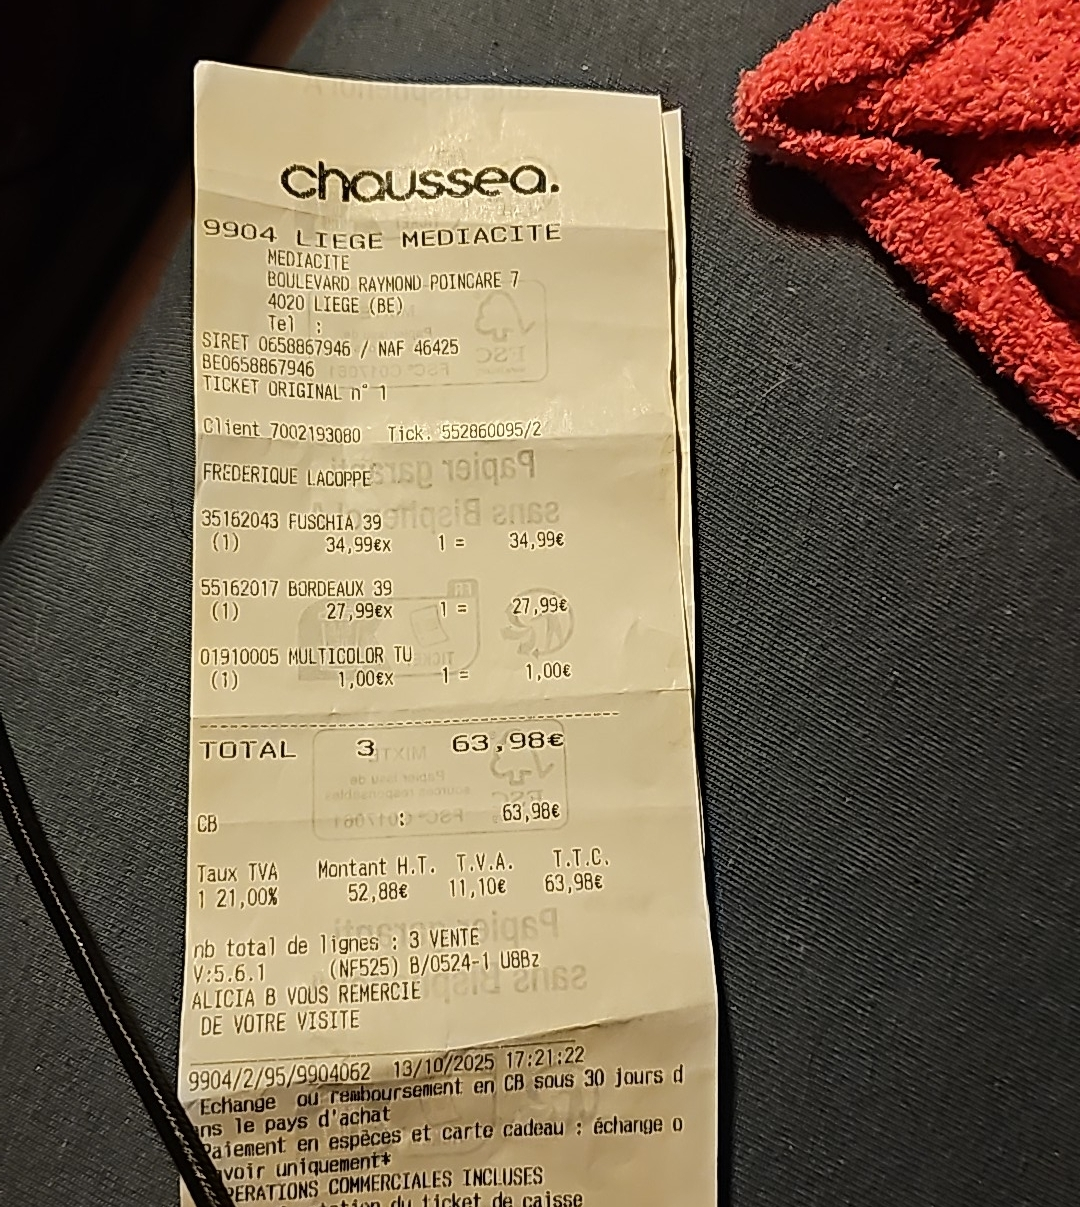 chaussea.
9904 LIEGE MEDIACITE
MEDIACITE
BOULEVARD RAYMOND POINCARE 7
4020 LIEGE (BE)
Tel :
SIRET 0658867946 / NAF 46425
BE0658867946
TICKET ORIGINAL n° 1
Client 7002193080 Tick. 552860095/2
FREDERIQUE LACOPPE
35162043 FUSCHIA 39
(1) 34,99€x 1 = 34,99€
55162017 BORDEAUX 39
(1) 27,99€x 1 = 27,99€
01910005 MULTICOLOR TU
(1) 1,00€x 1 = 1,00€
TOTAL 3 63,98€
CB : 63,98€
Taux TVA Montant H.T. T.V.A. T.T.C.
1 21,00% 52,88€ 11,10€ 63,98€
nb total de lignes : 3 VENTE
V:5.6.1 (NF525) B/0524-1 U8Bz
ALICIA B VOUS REMERCIE
DE VOTRE VISITE
9904/2/95/9904062 13/10/2025 17:21:22
Echange ou remboursement en CB sous 30 jours d
ans le pays d'achat
Paiement en espèces et carte cadeau : échange o
avoir uniquement*
OPERATIONS COMMERCIALES INCLUSES
du ticket de caisse